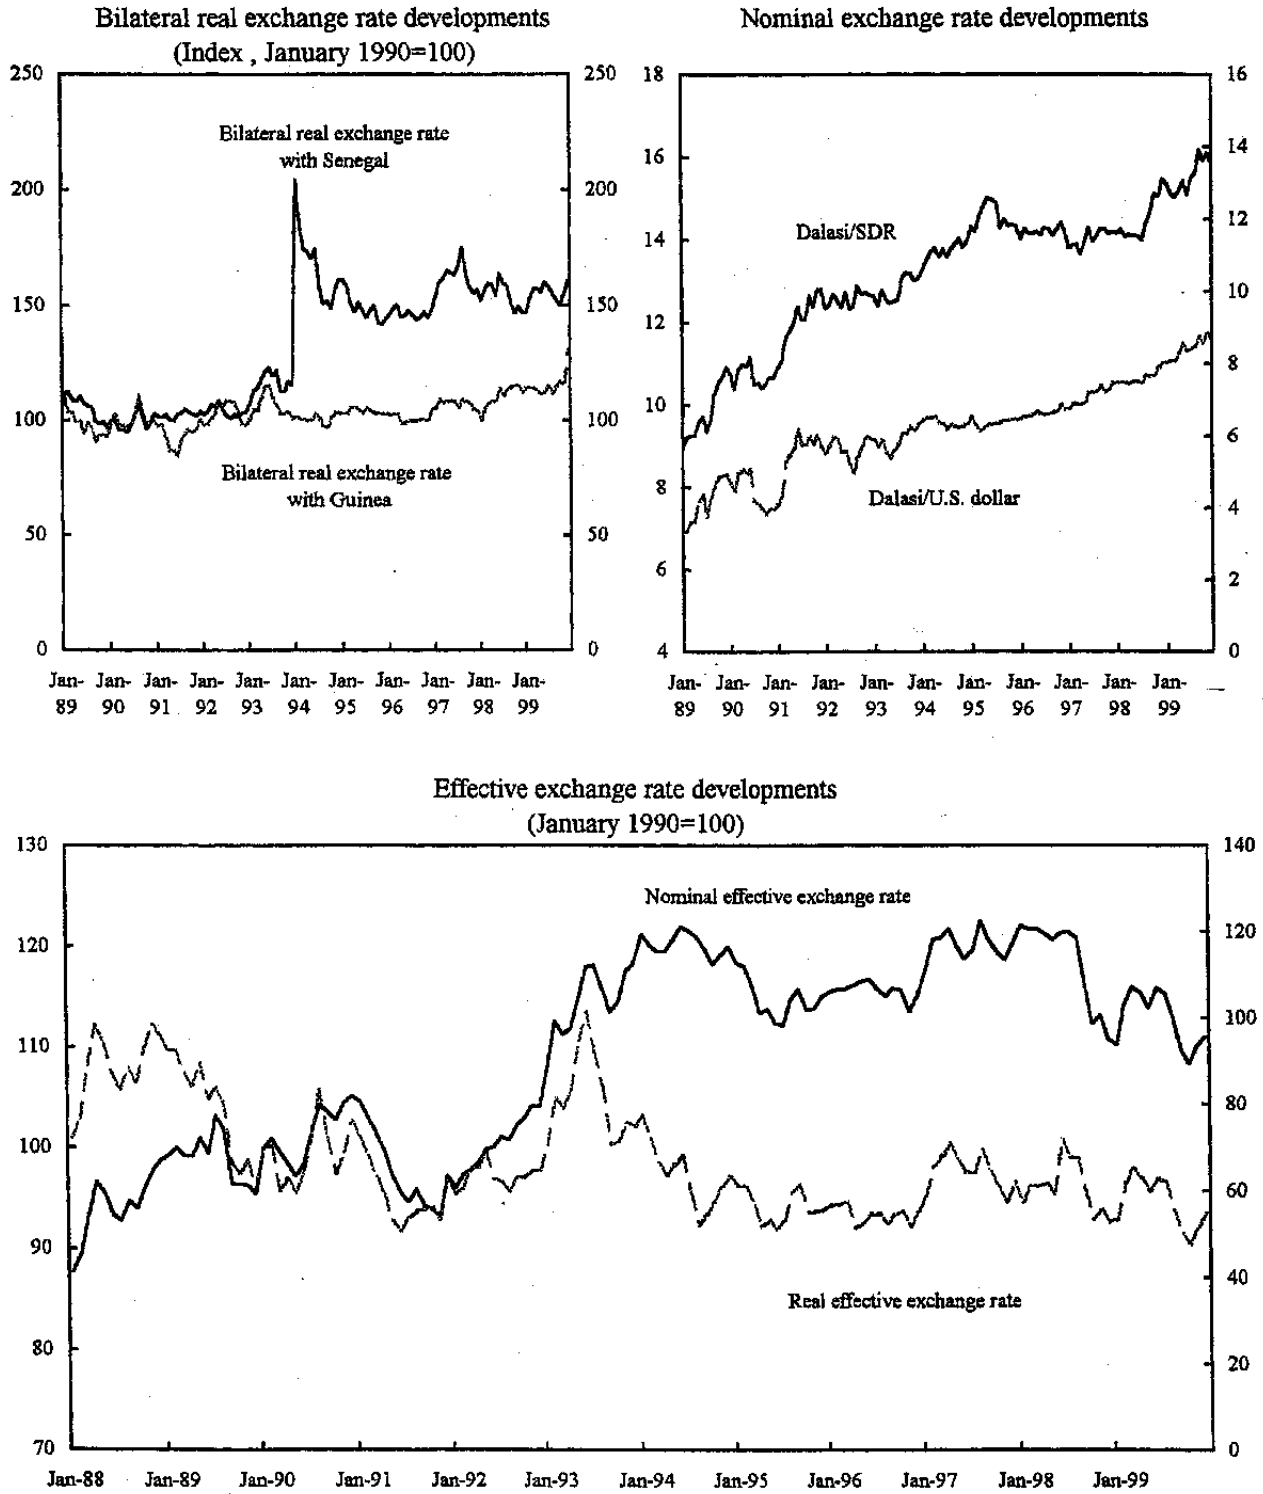 Bilateral real exchange rate developments
(Index , January 1990=100)
250
250
200
200
150
150
100
100
50
50
0
0
Bilateral real exchange rate
with Senegal
Bilateral real exchange rate
with Guinea
Jan- Jan- Jan- Jan- Jan- Jan- Jan- Jan- Jan- Jan- Jan-
89 90 91 92 93 94 95 96 97 98 99
Nominal exchange rate developments
18
16
16
14
14
12
12
10
10
8
8
6
6
4
4
2
0
Dalasi/SDR
Dalasi/U.S. dollar
Jan- Jan- Jan- Jan- Jan- Jan- Jan- Jan- Jan- Jan- Jan-
89 90 91 92 93 94 95 96 97 98 99
Effective exchange rate developments
(January 1990=100)
130
140
120
120
110
100
100
80
90
60
80
40
70
20
0
Nominal effective exchange rate
Real effective exchange rate
Jan-88 Jan-89 Jan-90 Jan-91 Jan-92 Jan-93 Jan-94 Jan-95 Jan-96 Jan-97 Jan-98 Jan-99